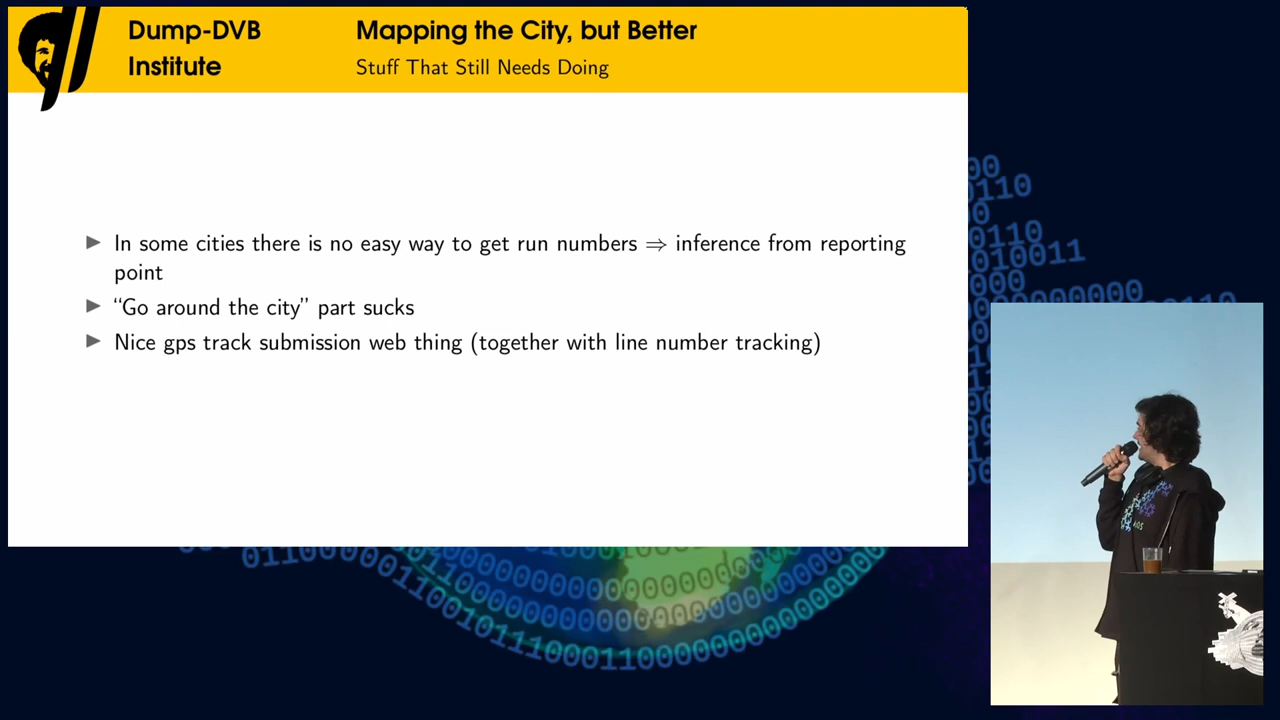 Dump-DVB
Institute
Mapping the City, but Better
Stuff That Still Needs Doing
▶ In some cities there is no easy way to get run numbers ⇒ inference from reporting
point
▶ “Go around the city” part sucks
▶ Nice gps track submission web thing (together with line number tracking)